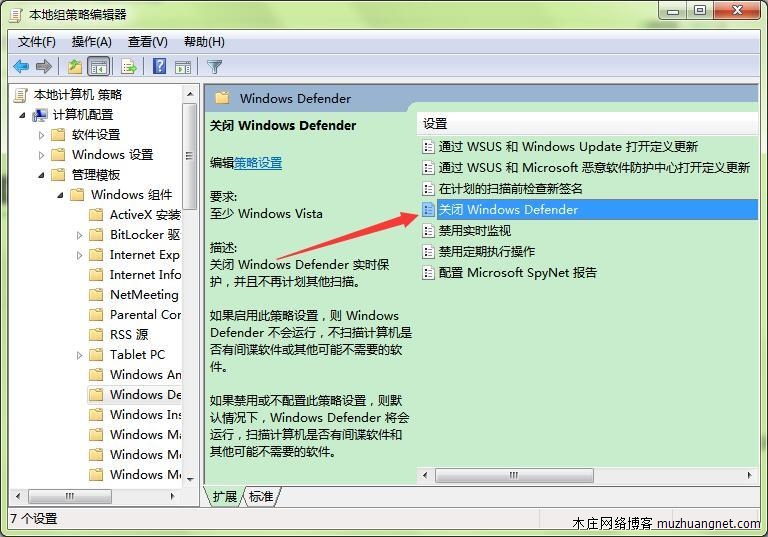 本地组策略编辑器
文件(F) 操作(A) 查看(V) 帮助(H)
本地计算机 策略
计算机配置
软件设置
Windows 设置
管理模板
Windows 组件
ActiveX 安装
BitLocker 驱
Internet Exp
Internet Info
NetMeeting
Parental Con
RSS 源
Tablet PC
Windows An
Windows De
Windows Ins
Windows Ma
Windows Me
Windows Mo
Windows Defender
关闭 Windows Defender
编辑策略设置
要求:
至少 Windows Vista
描述:
关闭 Windows Defender 实时保
护，并且不再计划其他扫描。
如果启用此策略设置，则 Windows
Defender 不会运行，不扫描计算机是
否有间谍软件或其他可能不需要的软
件。
如果禁用或不配置此策略设置，则默
认情况下，Windows Defender 将会
运行，扫描计算机是否有间谍软件和
其他可能不需要的软件。
设置
通过 WSUS 和 Windows Update 打开定义更新
通过 WSUS 和 Microsoft 恶意软件防护中心打开定义更新
在计划的扫描前检查新签名
关闭 Windows Defender
禁用实时监视
禁用定期执行操作
配置 Microsoft SpyNet 报告
扩展 标准
7 个设置
木庄网络博客 muzhuangnet.com